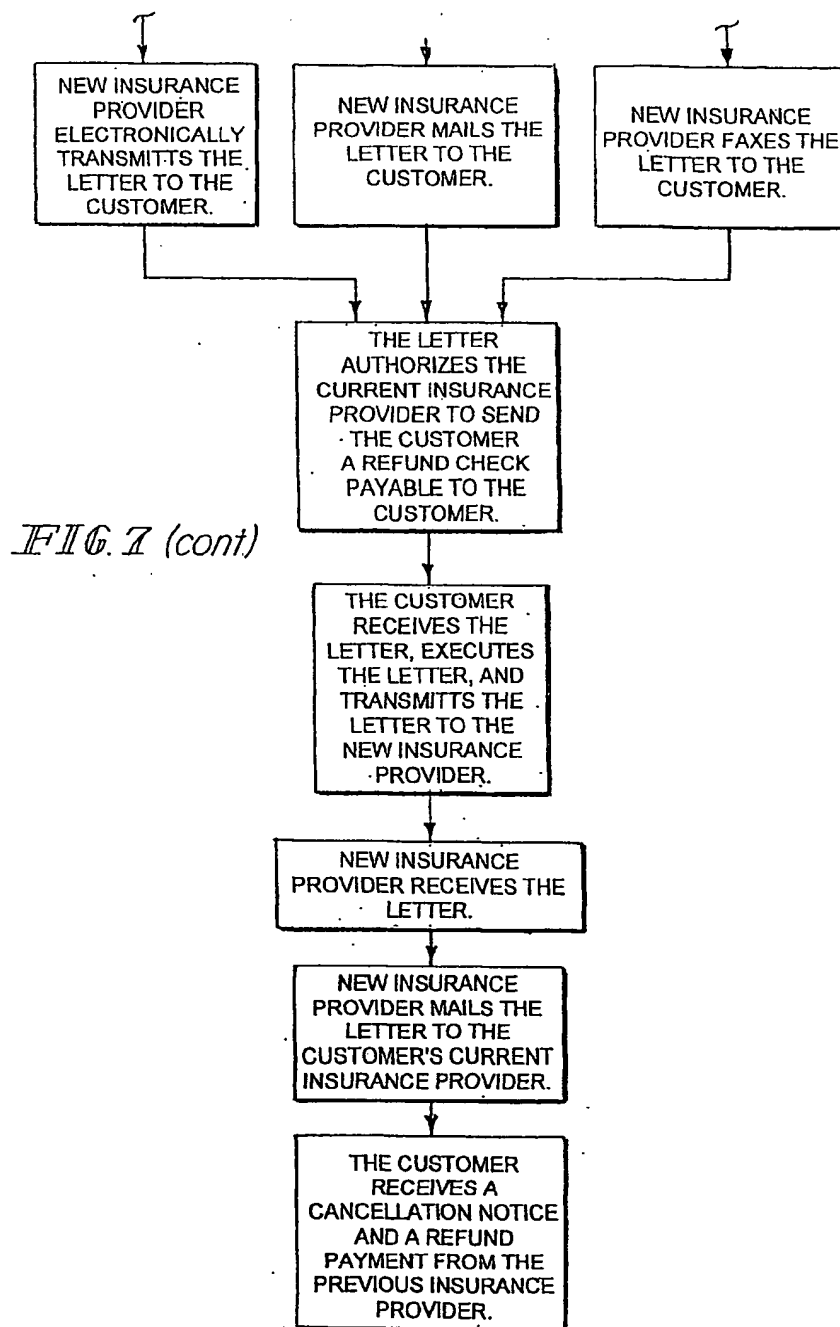 NEW INSURANCE
PROVIDER
ELECTRONICALLY
TRANSMITTS THE
LETTER TO THE
CUSTOMER.
NEW INSURANCE
PROVIDER MAILS THE
LETTER TO THE
CUSTOMER.
NEW INSURANCE
PROVIDER FAXES THE
LETTER TO THE
CUSTOMER.
THE LETTER
AUTHORIZES THE
CURRENT INSURANCE
PROVIDER TO SEND
THE CUSTOMER
A REFUND CHECK
PAYABLE TO THE
CUSTOMER.
FIG. 7 (cont)
THE CUSTOMER
RECEIVES THE
LETTER, EXECUTES
THE LETTER, AND
TRANSMITTS THE
LETTER TO THE
NEW INSURANCE
PROVIDER.
NEW INSURANCE
PROVIDER RECEIVES THE
LETTER.
NEW INSURANCE
PROVIDER MAILS THE
LETTER TO THE
CUSTOMER'S CURRENT
INSURANCE PROVIDER.
THE CUSTOMER
RECEIVES A
CANCELLATION NOTICE
AND A REFUND
PAYMENT FROM THE
PREVIOUS INSURANCE
PROVIDER.